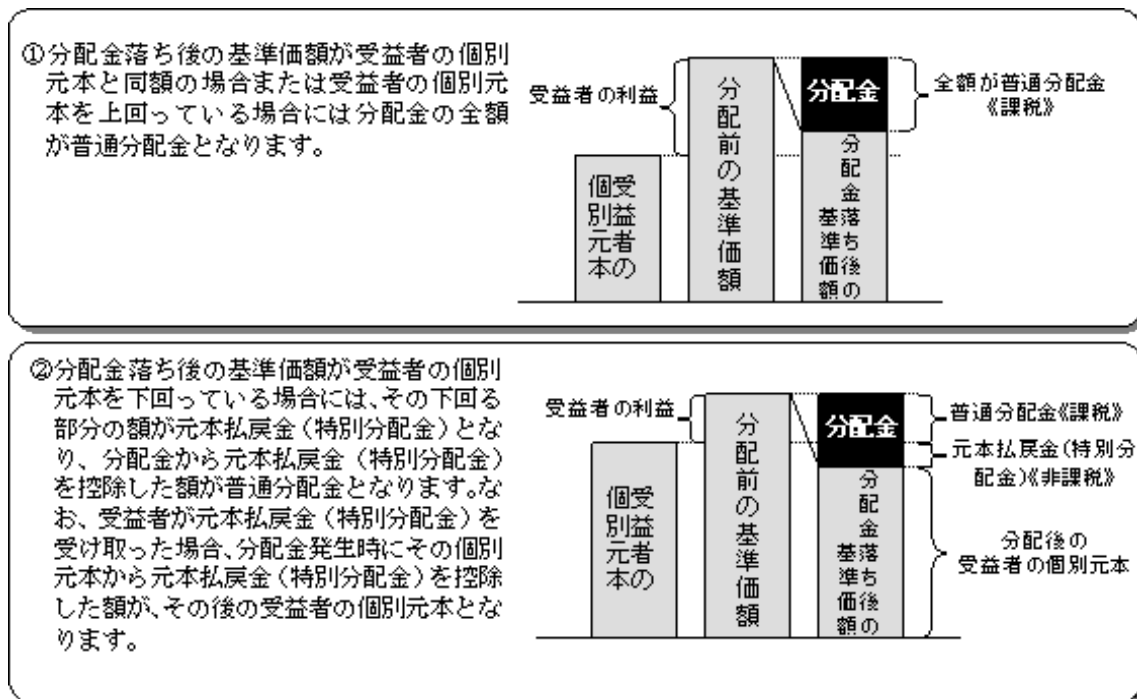 ①分配金落ち後の基準価額が受益者の個別
元本と同額の場合または受益者の個別元
本を上回っている場合には分配金の全額
が普通分配金となります。
受益者の利益
受益者の
個別元本
分配前の基準価額
分配金
分配金落ち後の
基準価額
全額が普通分配金
《課税》
②分配金落ち後の基準価額が受益者の個別
元本を下回っている場合には、その下回る
部分の額が元本払戻金（特別分配金）とな
り、分配金から元本払戻金（特別分配金）
を控除した額が普通分配金となります。な
お、受益者が元本払戻金（特別分配金）を
受け取った場合、分配金発生時にその個別
元本から元本払戻金（特別分配金）を控除
した額が、その後の受益者の個別元本とな
ります。
受益者の利益
受益者の
個別元本
分配前の基準価額
分配金
分配金落ち後の
基準価額
普通分配金《課税》
元本払戻金（特別分
配金）《非課税》
分配後の
受益者の個別元本